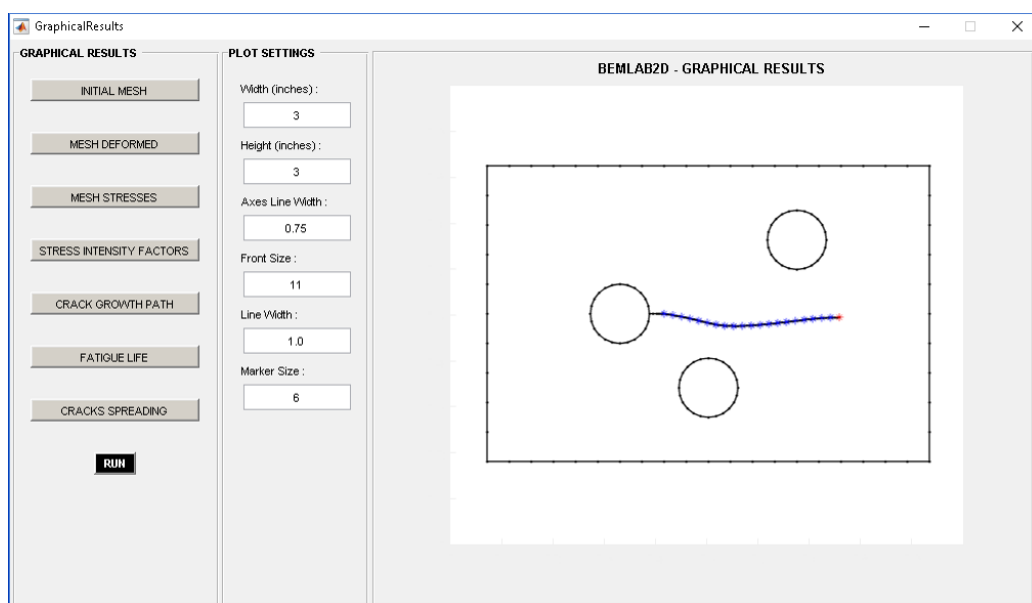 GraphicalResults
GRAPHICAL RESULTS
INITIAL MESH
MESH DEFORMED
MESH STRESSES
STRESS INTENSITY FACTORS
CRACK GROWTH PATH
FATIGUE LIFE
CRACKS SPREADING
RUN
PLOT SETTINGS
Width (inches) :
3
Height (inches) :
3
Axes Line Width :
0.75
Front Size :
11
Line Width :
1.0
Marker Size :
6
BEMLAB2D - GRAPHICAL RESULTS